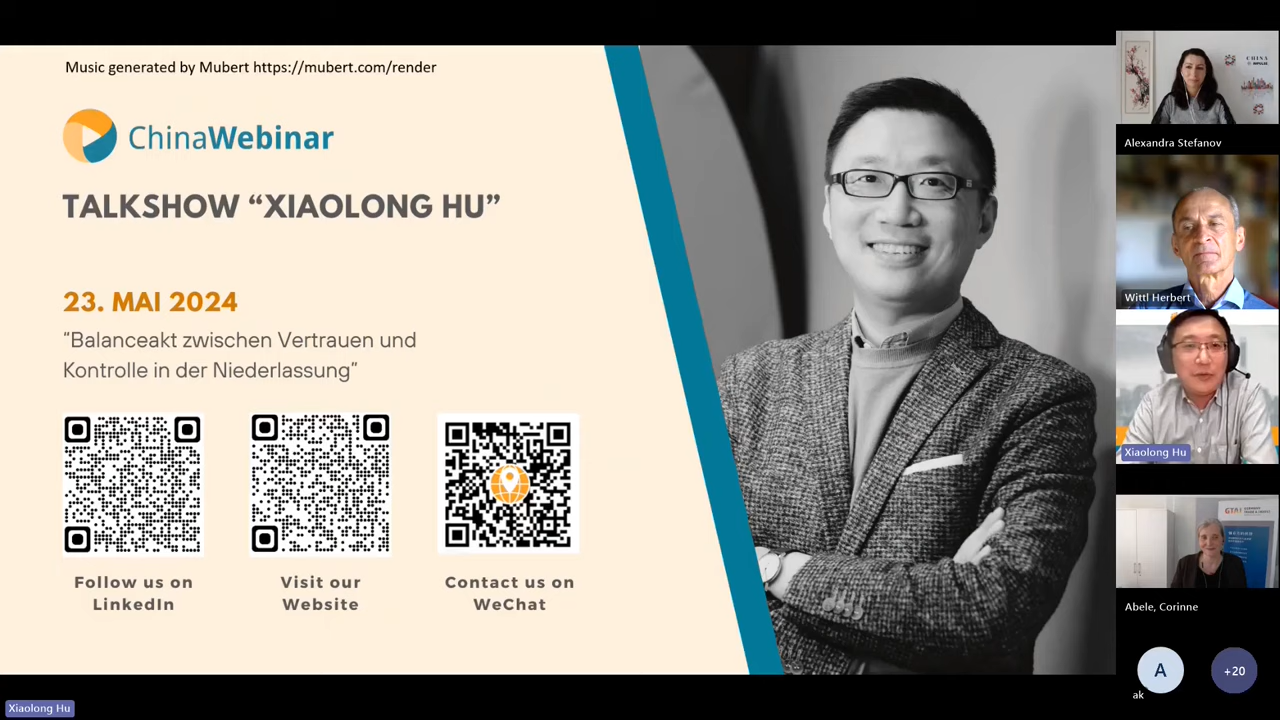 Music generated by Mubert https://mubert.com/render
ChinaWebinar
TALKSHOW “XIAOLONG HU”
23. MAI 2024
“Balanceakt zwischen Vertrauen und
Kontrolle in der Niederlassung”
Follow us on
LinkedIn
Visit our
Website
Contact us on
WeChat
Xiaolong Hu
CHINA
Alexandra Stefanov
Wittl Herbert
Xiaolong Hu
GTAI
Abele, Corinne
A
ak
+20